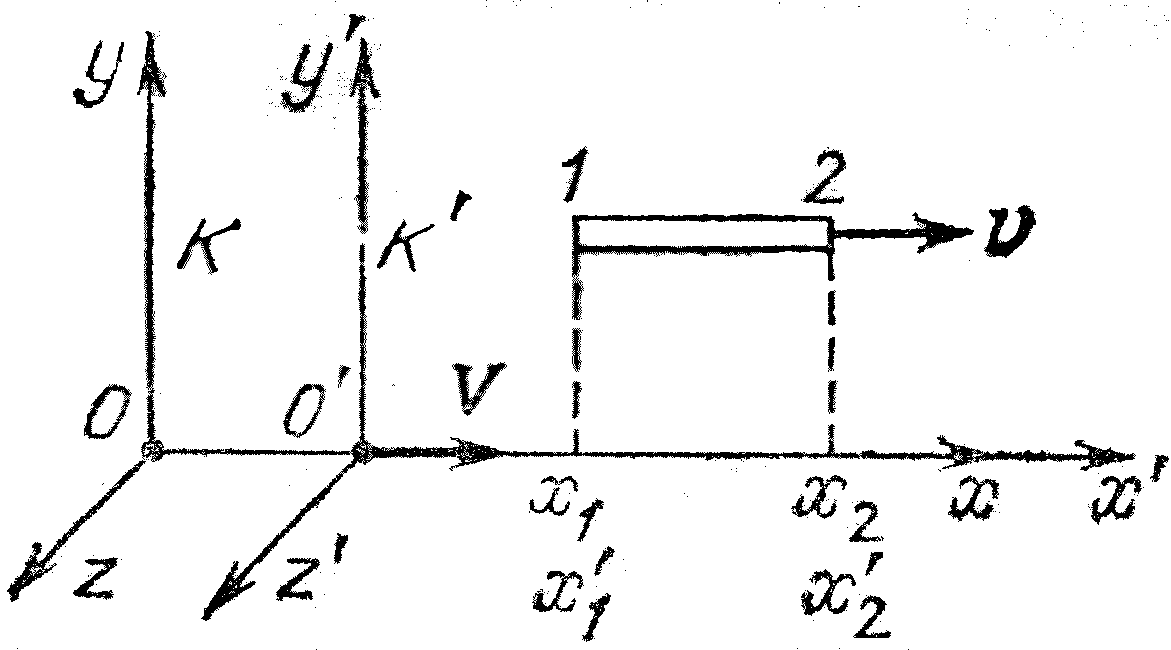 y y′
1 2
K K′ v
O O′ V
x₁ x₂ x x′
z z′ x′₁ x′₂